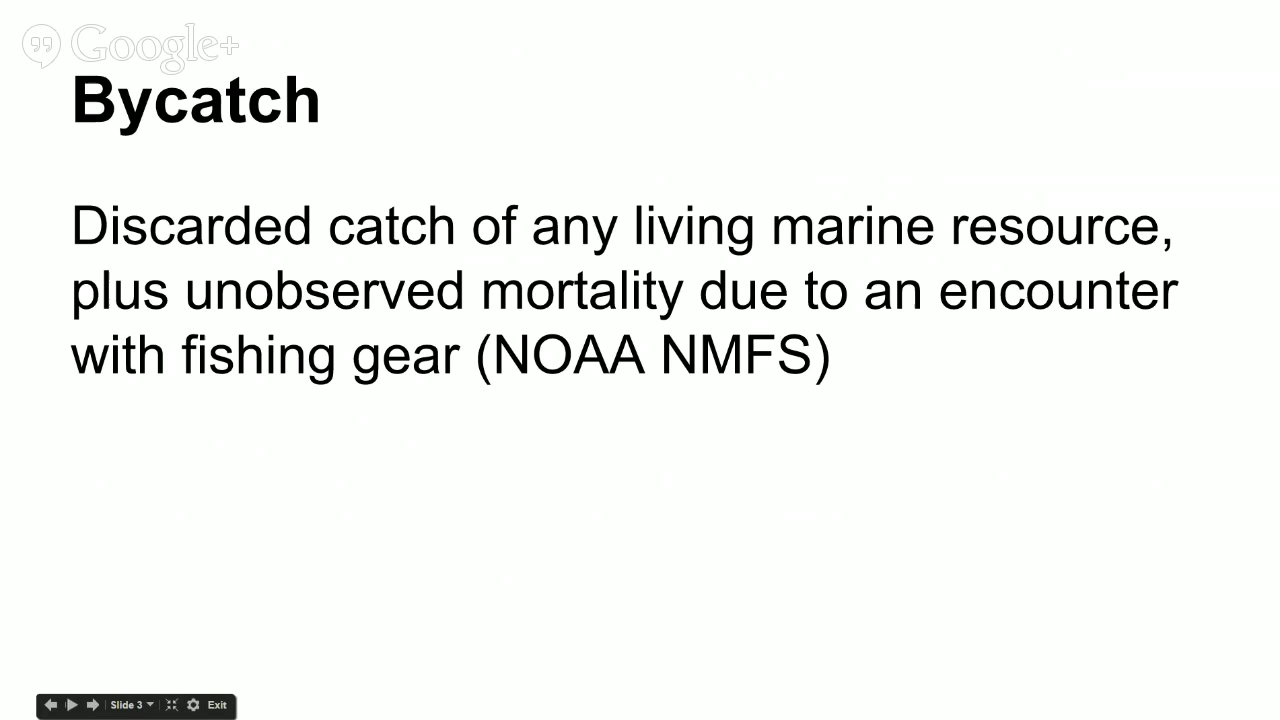 Google+
Bycatch
Discarded catch of any living marine resource,
plus unobserved mortality due to an encounter
with fishing gear (NOAA NMFS)
Slide 3 Exit